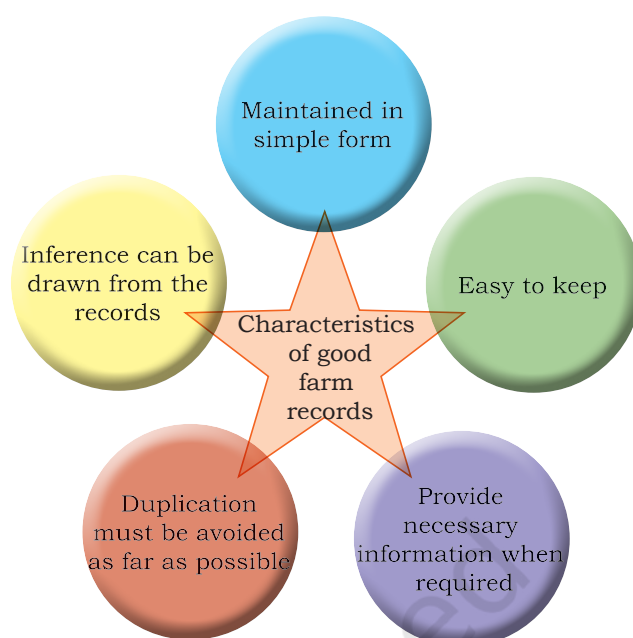 Maintained in
simple form
Inference can be
drawn from the
records
Easy to keep
Characteristics
of good
farm
records
Duplication
must be avoided
as far as possible
Provide
necessary
information when
required
ed